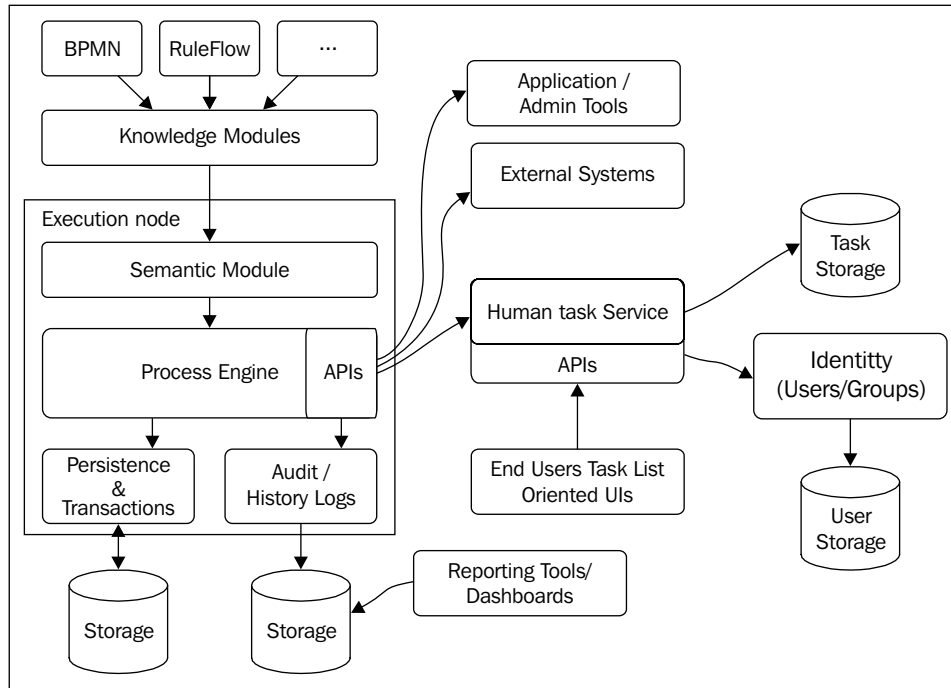 BPMN
RuleFlow
...
Knowledge Modules
Application /
Admin Tools
External Systems
Execution node
Semantic Module
Process Engine
APIs
Human task Service
APIs
Task
Storage
Identitty
(Users/Groups)
Persistence
&
Transactions
Audit /
History Logs
End Users Task List
Oriented UIs
User
Storage
Reporting Tools/
Dashboards
Storage
Storage